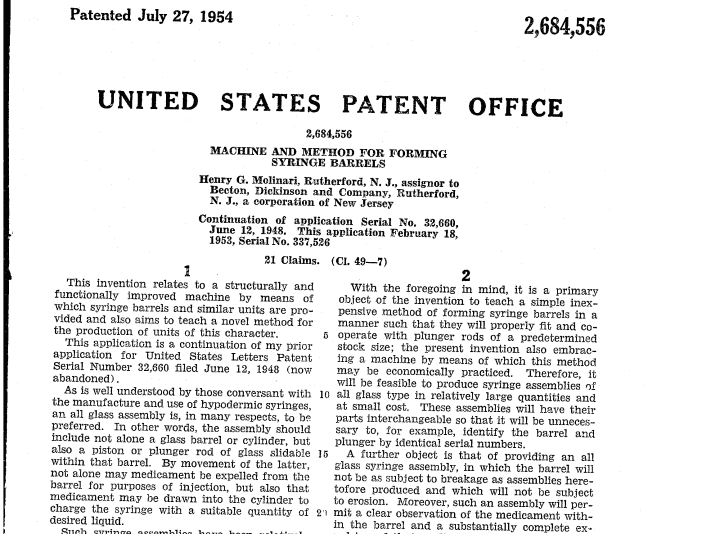 Patented July 27, 1954
2,684,556
UNITED STATES PATENT OFFICE
2,684,556
MACHINE AND METHOD FOR FORMING
SYRINGE BARRELS
Henry G. Molinari, Rutherford, N. J., assignor to
Becton, Dickinson and Company, Rutherford,
N. J., a corporation of New Jersey
Continuation of application Serial No. 32,660,
June 12, 1948. This application February 18,
1953, Serial No. 337,526
21 Claims. (Cl. 49—7)
1
This invention relates to a structurally and
functionally improved machine by means of
which syringe barrels and similar units are pro-
vided and also aims to teach a novel method for
the production of units of this character.
This application is a continuation of my prior
application for United States Letters Patent
Serial Number 32,660 filed June 12, 1948 (now
abandoned).
As is well understood by those conversant with
the manufacture and use of hypodermic syringes,
an all glass assembly is, in many respects, to be
preferred. In other words, the assembly should
include not alone a glass barrel or cylinder, but
also a piston or plunger rod of glass slidable
within that barrel. By movement of the latter,
not alone may medicament be expelled from the
barrel for purposes of injection, but also that
medicament may be drawn into the cylinder to
charge the syringe with a suitable quantity of
desired liquid.
Such syringe assemblies have been
5
10
15
2
With the foregoing in mind, it is a primary
object of the invention to teach a simple inex-
pensive method of forming syringe barrels in a
manner such that they will properly fit and co-
operate with plunger rods of a predetermined
stock size; the present invention also embrac-
ing a machine by means of which this method
may be economically practiced. Therefore, it
will be feasible to produce syringe assemblies of
all glass type in relatively large quantities and
at small cost. These assemblies will have their
parts interchangeable so that it will be unneces-
sary to, for example, identify the barrel and
plunger by identical serial numbers.
A further object is that of providing an all
glass syringe assembly, in which the barrel will
not be as subject to breakage as assemblies here-
tofore produced and which will not be subject
to erosion. Moreover, such an assembly will per-
mit a clear observation of the medicament with-
in the barrel and a substantially complete ex-